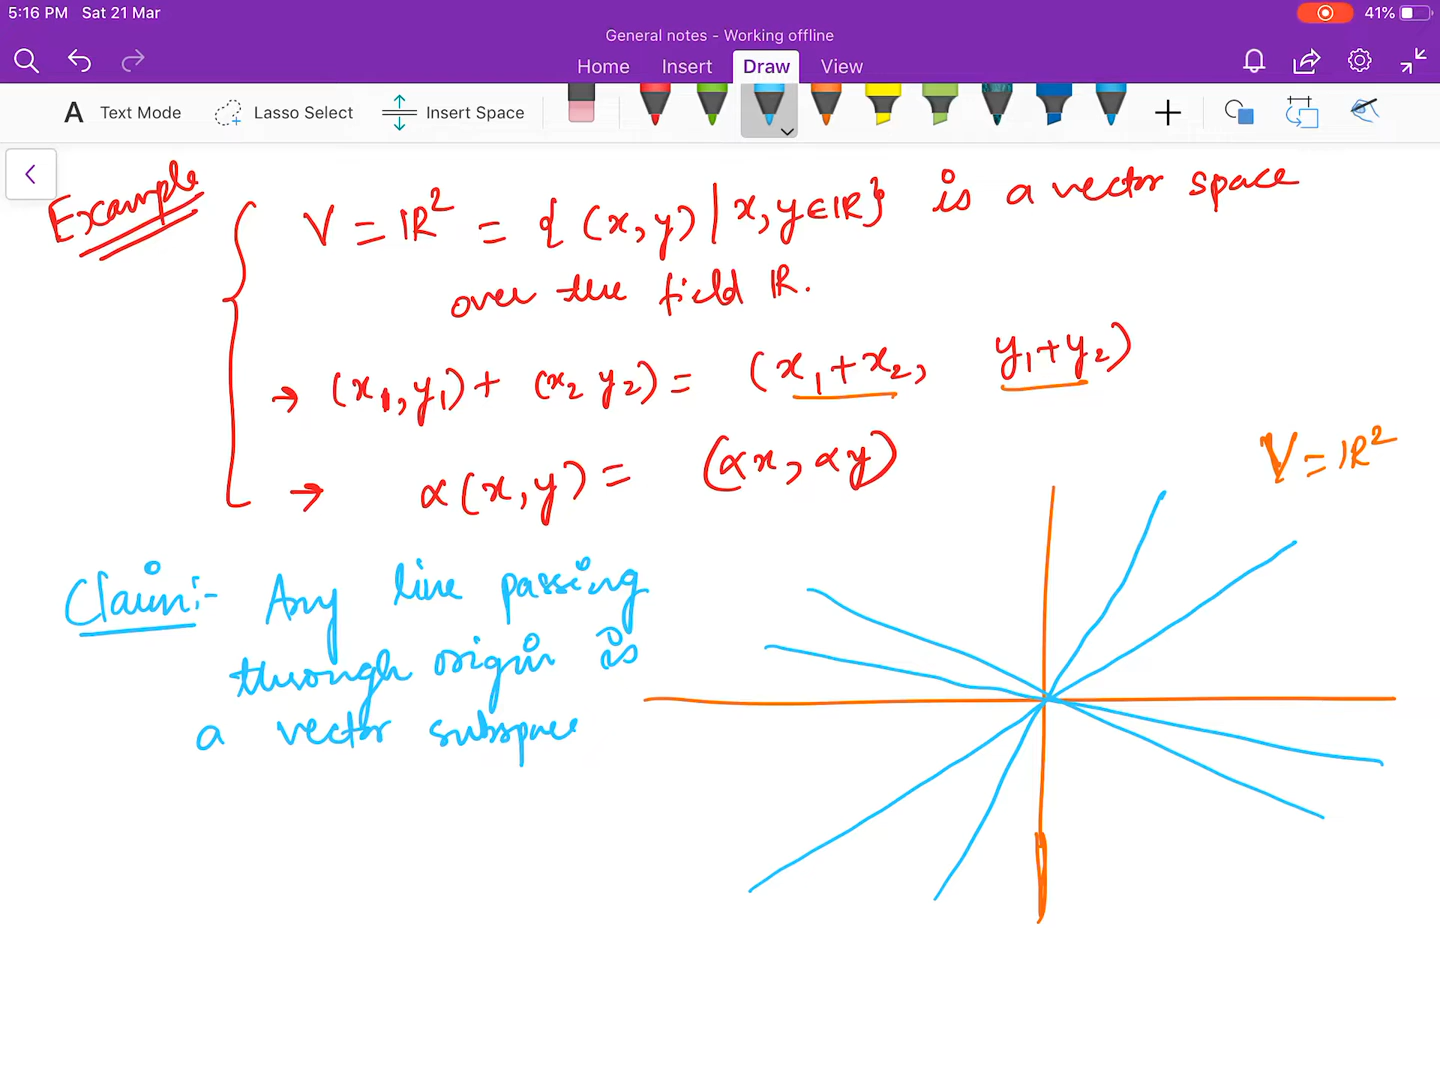 5:16 PM Sat 21 Mar 41%
General notes - Working offline
Home Insert Draw View
A Text Mode Lasso Select Insert Space
Example
V = ℝ² = { (x, y) | x, y ∈ ℝ } is a vector space
over the field ℝ.
→ (x₁, y₁) + (x₂ y₂) = (x₁ + x₂, y₁ + y₂)
→ α (x, y) = (αx, αy)
V = ℝ²
Claim:- Any line passing
through origin is
a vector subspace